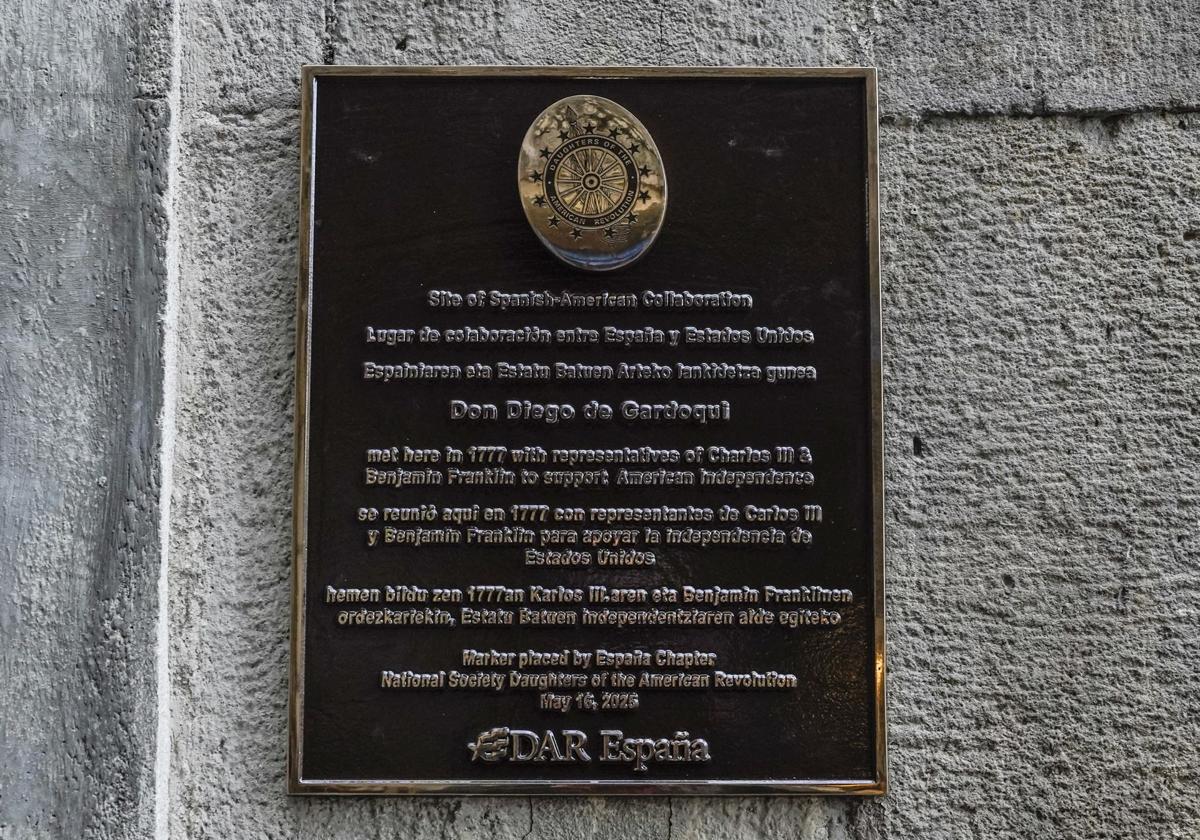 DAUGHTERS OF THE
AMERICAN REVOLUTION
Site of Spanish-American Collaboration
Lugar de colaboración entre España y Estados Unidos
Espainiaren eta Estatu Batuen Arteko lankidetza gunea
Don Diego de Gardoqui
met here in 1777 with representatives of Charles III &
Benjamin Franklin to support American independence
se reunió aquí en 1777 con representantes de Carlos III
y Benjamin Franklin para apoyar la independencia de
Estados Unidos
hemen bildu zen 1777an Karlos III.aren eta Benjamin Franklinen
ordezkariekin, Estatu Batuen independentziaren alde egiteko
Marker placed by España Chapter
National Society Daughters of the American Revolution
May 16, 2025
DAR España